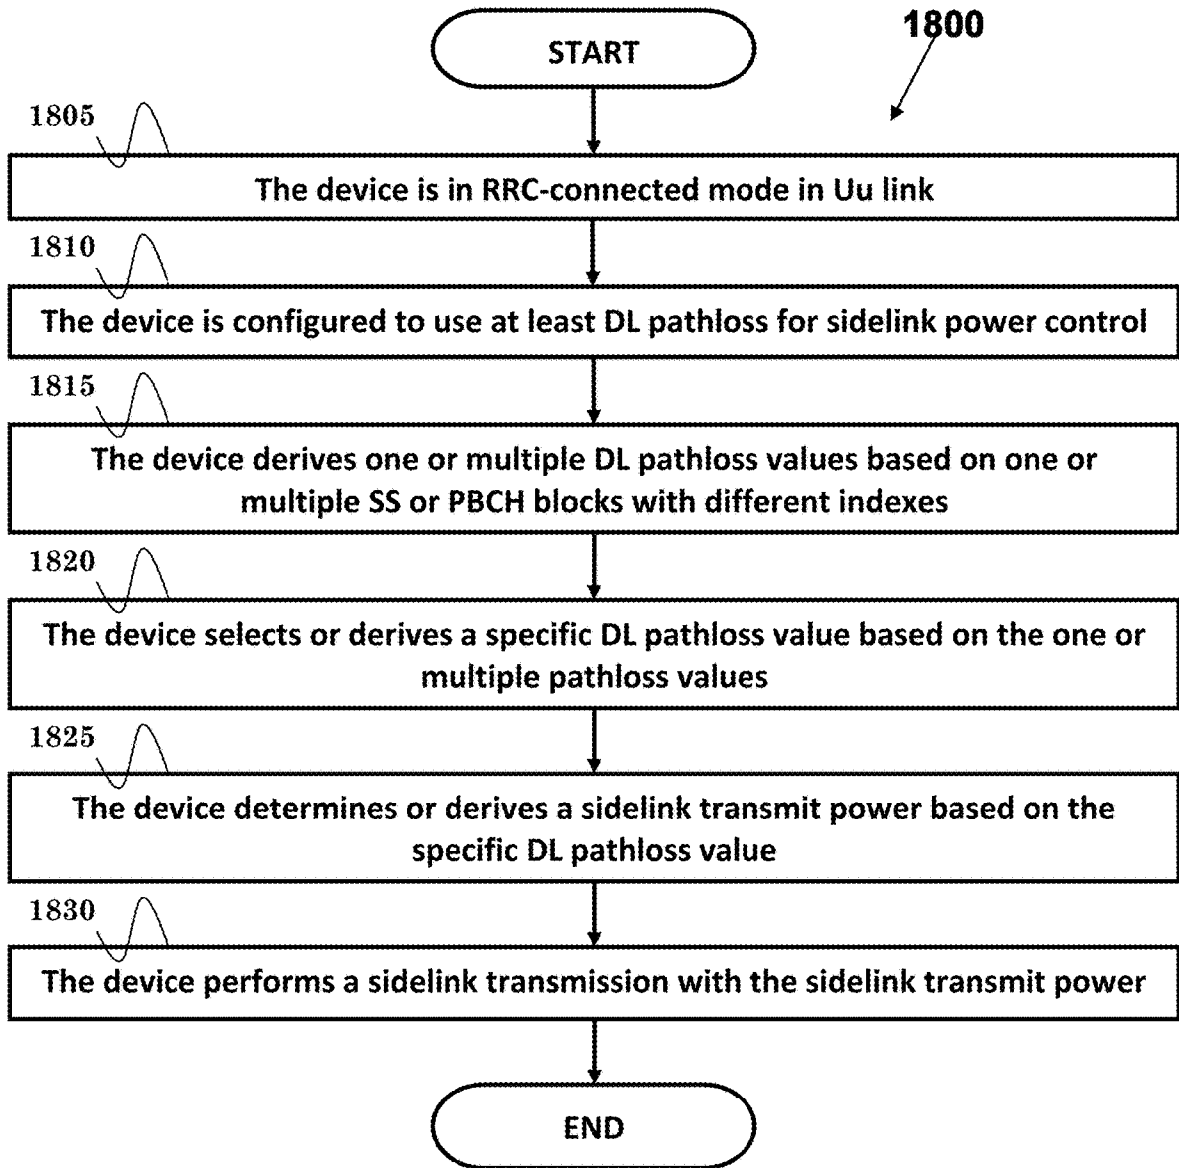 START
1800
1805
The device is in RRC-connected mode in Uu link
1810
The device is configured to use at least DL pathloss for sidelink power control
1815
The device derives one or multiple DL pathloss values based on one or
multiple SS or PBCH blocks with different indexes
1820
The device selects or derives a specific DL pathloss value based on the one or
multiple pathloss values
1825
The device determines or derives a sidelink transmit power based on the
specific DL pathloss value
1830
The device performs a sidelink transmission with the sidelink transmit power
END